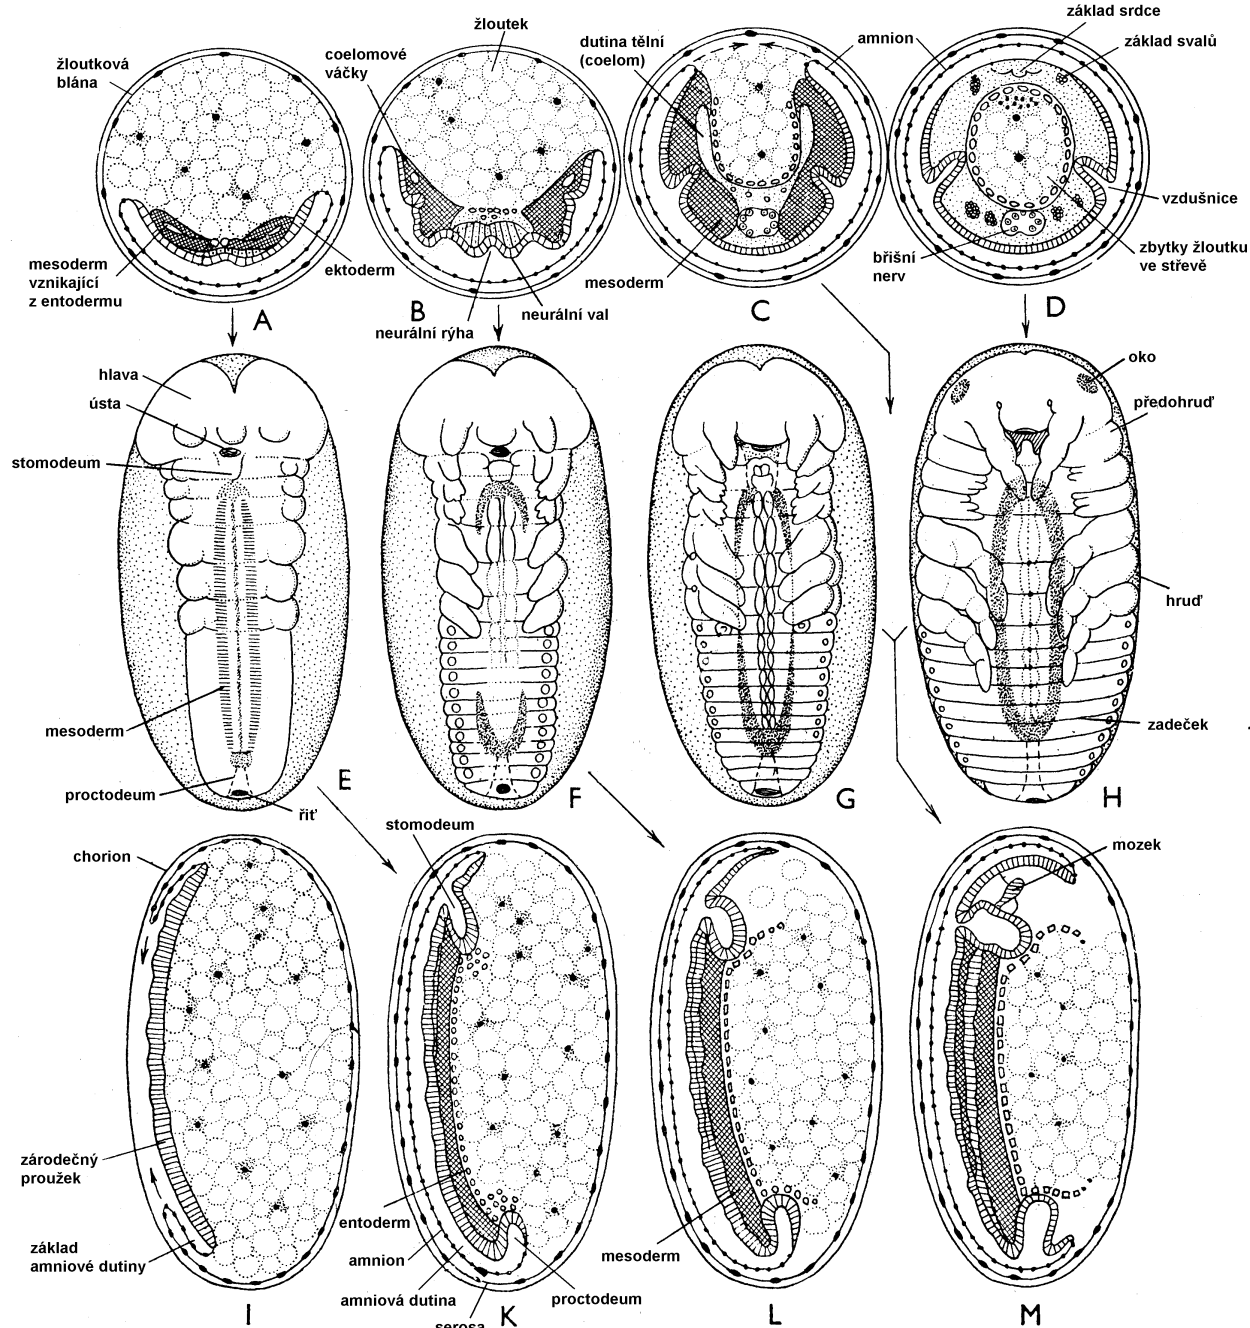 základ srdce
žloutek
dutina tělní
(coelom)
amnion
základ svalů
coelomové
váčky
žloutková
blána
vzdušnice
mesoderm
vznikající
z entodermu
ektoderm
mesoderm
břišní
nerv
zbytky žloutku
ve střevě
A
B
C
D
neurální val
neurální rýha
hlava
ústa
stomodeum
oko
předohruď
hruď
mesoderm
zadeček
proctodeum
řiť
E
F
G
H
stomodeum
chorion
mozek
zárodečný
proužek
entoderm
amnion
mesoderm
základ
amniové dutiny
amniová dutina
proctodeum
serosa
I
K
L
M